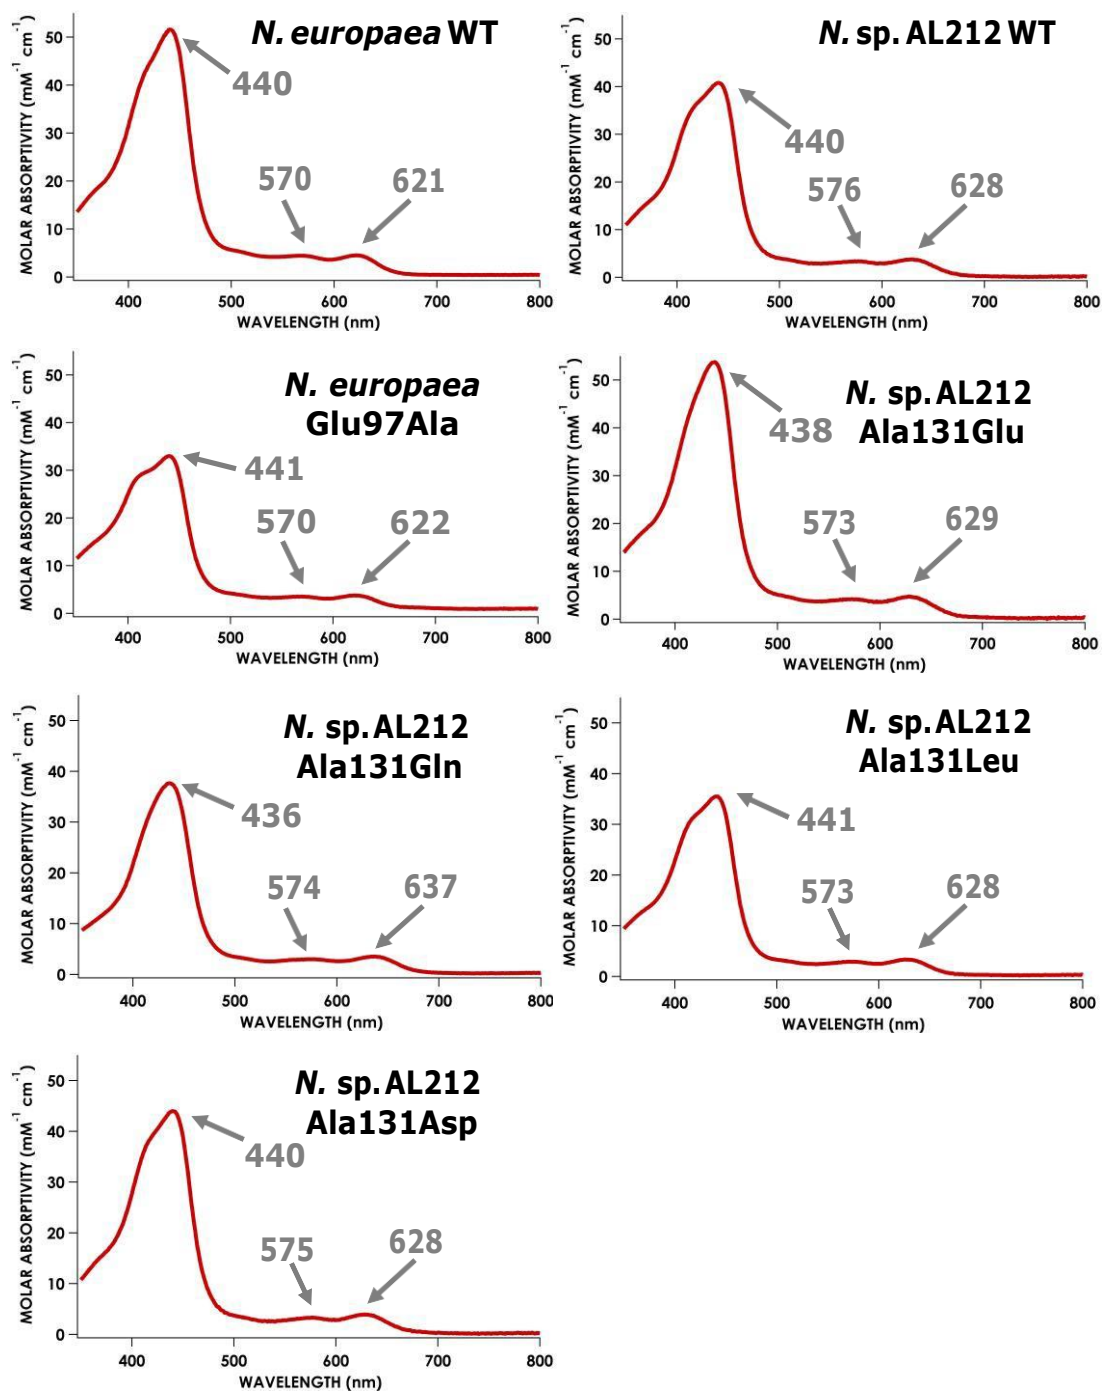 N. europaea WT
MOLAR ABSORPTIVITY (mM⁻¹ cm⁻¹)
50
40
30
20
10
0
440
570
621
400 500 600 700 800
WAVELENGTH (nm)
N. sp. AL212 WT
MOLAR ABSORPTIVITY (mM⁻¹ cm⁻¹)
50
40
30
20
10
0
440
576
628
400 500 600 700 800
WAVELENGTH (nm)
N. europaea
Glu97Ala
MOLAR ABSORPTIVITY (mM⁻¹ cm⁻¹)
50
40
30
20
10
0
441
570
622
400 500 600 700 800
WAVELENGTH (nm)
N. sp. AL212
Ala131Glu
MOLAR ABSORPTIVITY (mM⁻¹ cm⁻¹)
50
40
30
20
10
0
438
573
629
400 500 600 700 800
WAVELENGTH (nm)
N. sp. AL212
Ala131Gln
MOLAR ABSORPTIVITY (mM⁻¹ cm⁻¹)
50
40
30
20
10
0
436
574
637
400 500 600 700 800
WAVELENGTH (nm)
N. sp. AL212
Ala131Leu
MOLAR ABSORPTIVITY (mM⁻¹ cm⁻¹)
50
40
30
20
10
0
441
573
628
400 500 600 700 800
WAVELENGTH (nm)
N. sp. AL212
Ala131Asp
MOLAR ABSORPTIVITY (mM⁻¹ cm⁻¹)
50
40
30
20
10
0
440
575
628
400 500 600 700 800
WAVELENGTH (nm)